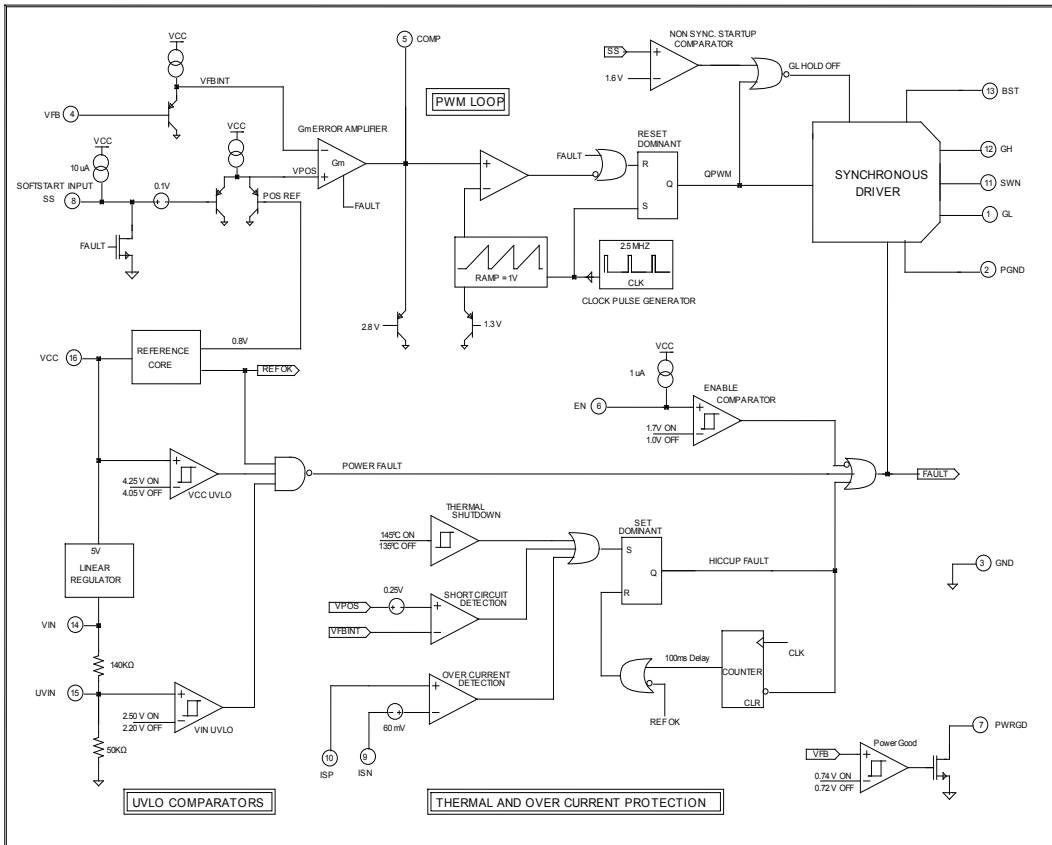 VCC
5 COMP
NON SYNC. STARTUP
COMPARATOR
SS
+
1.6 V
−
GL HOLD OFF
VFBINT
PWM LOOP
13 BST
VFB 4
Gm ERROR AMPLIFIER
VCC
VCC
−
Gm
VPOS
+
+
−
RESET
DOMINANT
FAULT
R
Q
S
QPWM
SYNCHRONOUS
DRIVER
12 GH
11 SWN
1 GL
2 PGND
10 uA
SOFTSTART INPUT
SS
8
0.1V
+ -
POS REF
FAULT
FAULT
2.5 MHZ
RAMP = 1V
CLK
CLOCK PULSE GENERATOR
2.8 V
1.3 V
VCC 16
REFERENCE
CORE
0.8V
REFOK
VCC
1 uA
EN 6
ENABLE
COMPARATOR
+
−
1.7V ON
1.0V OFF
POWER FAULT
FAULT
+
4.25 V ON
4.05 V OFF
−
VCC UVLO
THERMAL
SHUTDOWN
145ºC ON
135ºC OFF
SET
DOMINANT
S
Q
R
HICCUP FAULT
3 GND
5V
LINEAR
REGULATOR
0.25V
VPOS
+ -
+
SHORT CIRCUIT
DETECTION
VFBINT
−
VIN 14
140KΩ
UVIN 15
100ms Delay
COUNTER
CLK
CLR
REFOK
OVER CURRENT
DETECTION
+
−
- +
60 mV
+
2.50 V ON
2.20 V OFF
−
VIN UVLO
50KΩ
10
ISP
9
ISN
7 PWRGD
Power Good
VFB
+
0.74 V ON
0.72 V OFF
−
UVLO COMPARATORS
THERMAL AND OVER CURRENT PROTECTION